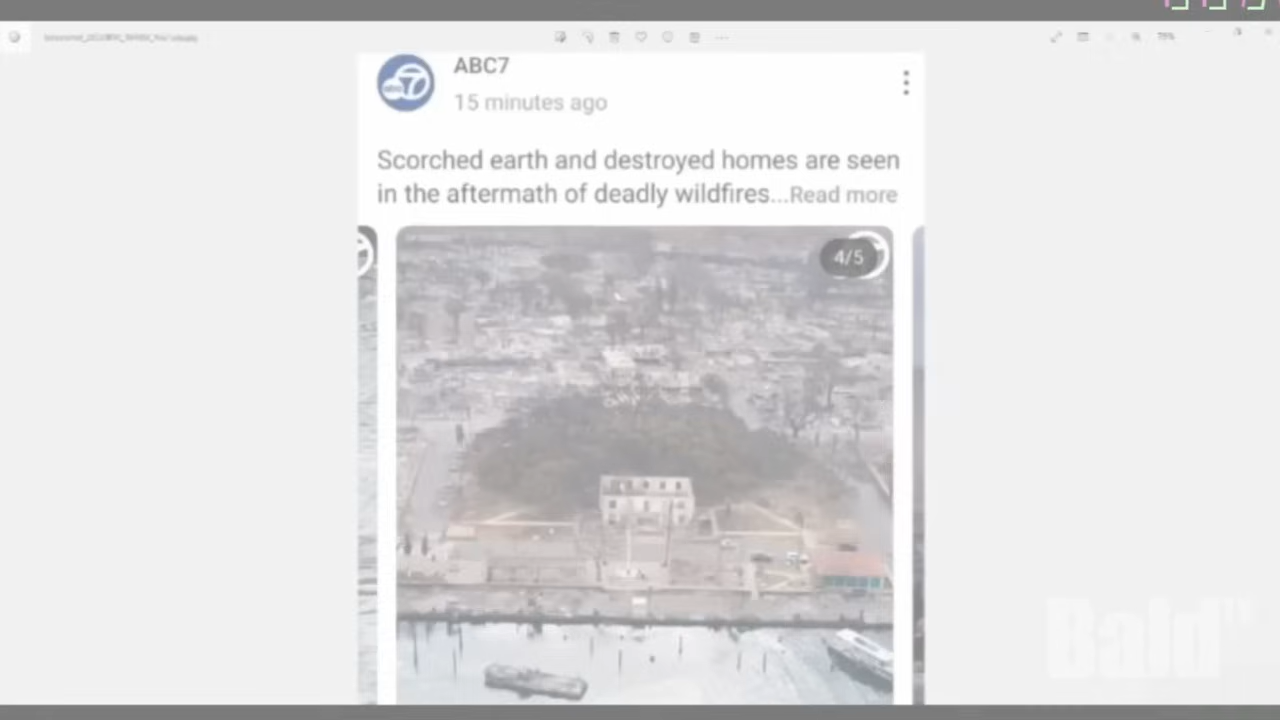 ABC7
15 minutes ago
Scorched earth and destroyed homes are seen
in the aftermath of deadly wildfires...Read more
4/5